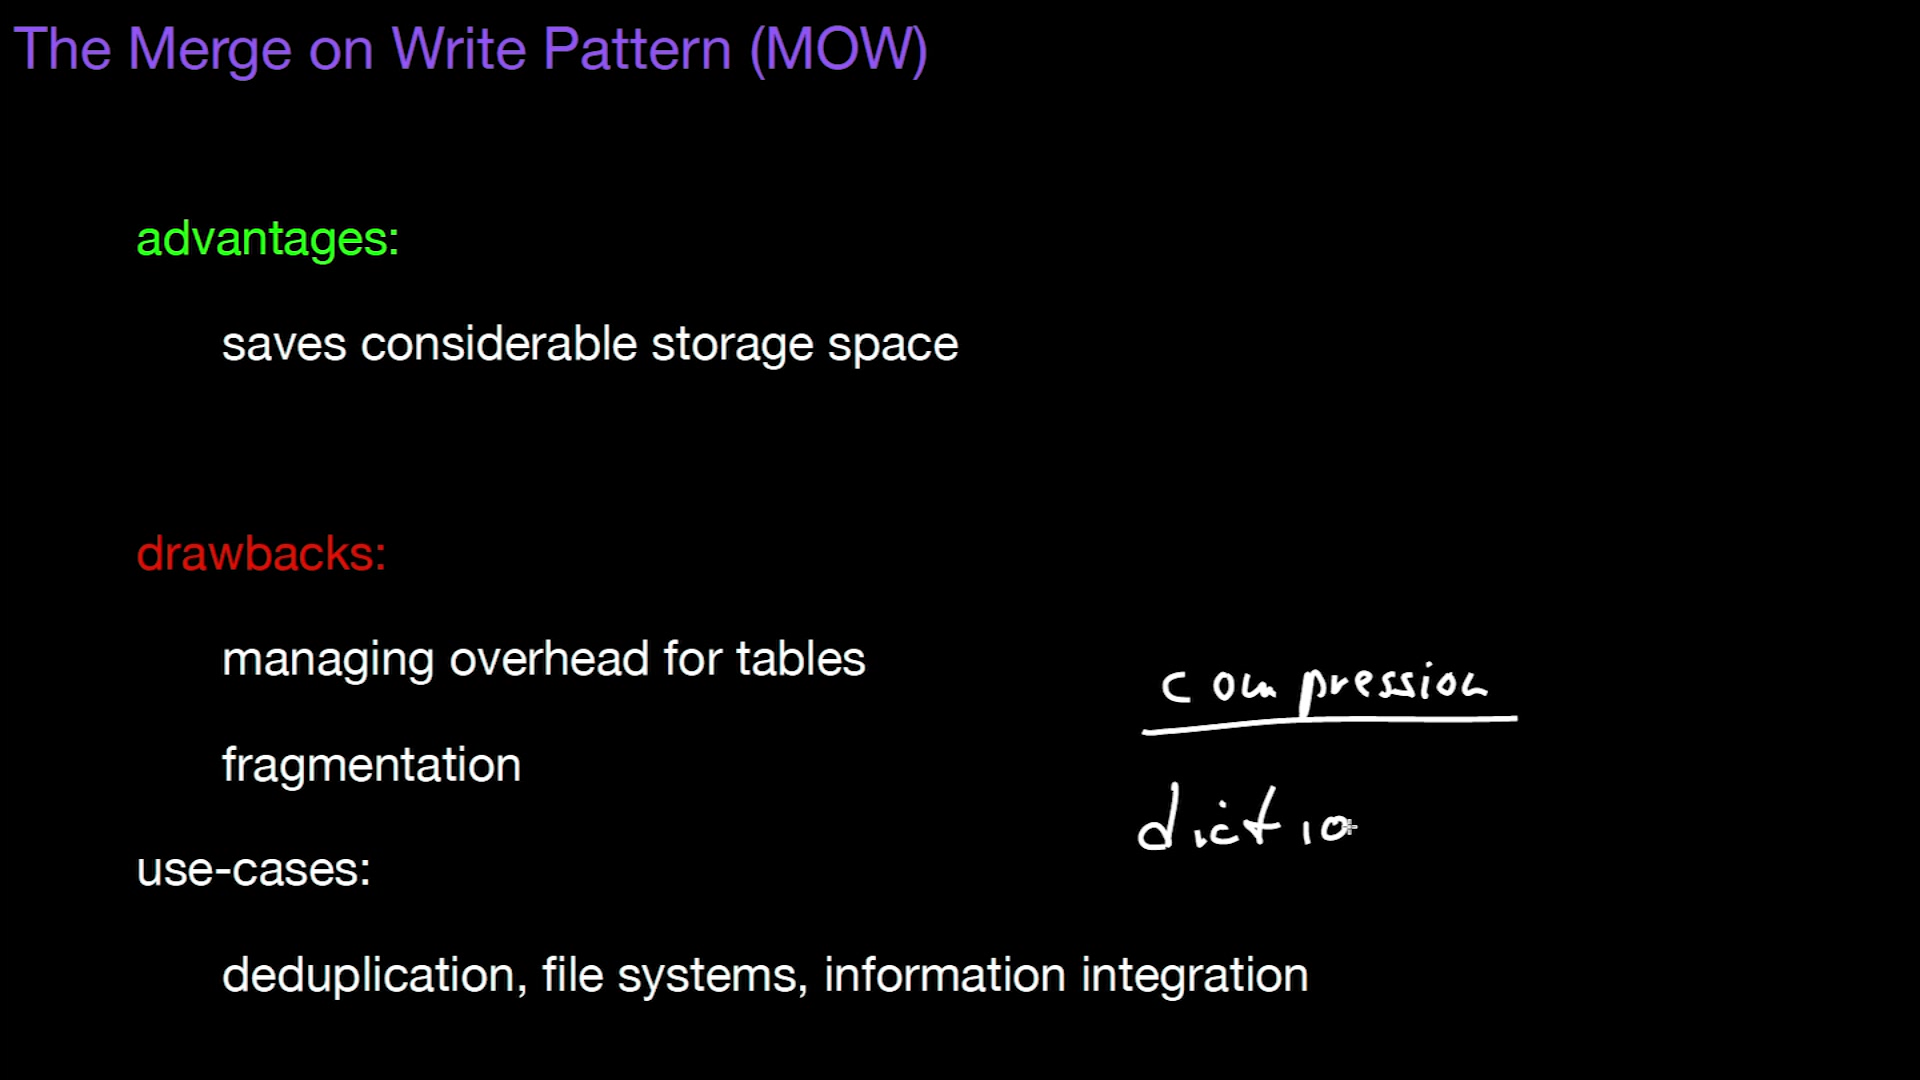 The Merge on Write Pattern (MOW)
advantages:
saves considerable storage space
drawbacks:
managing overhead for tables
compression
fragmentation
dictio
use-cases:
deduplication, file systems, information integration